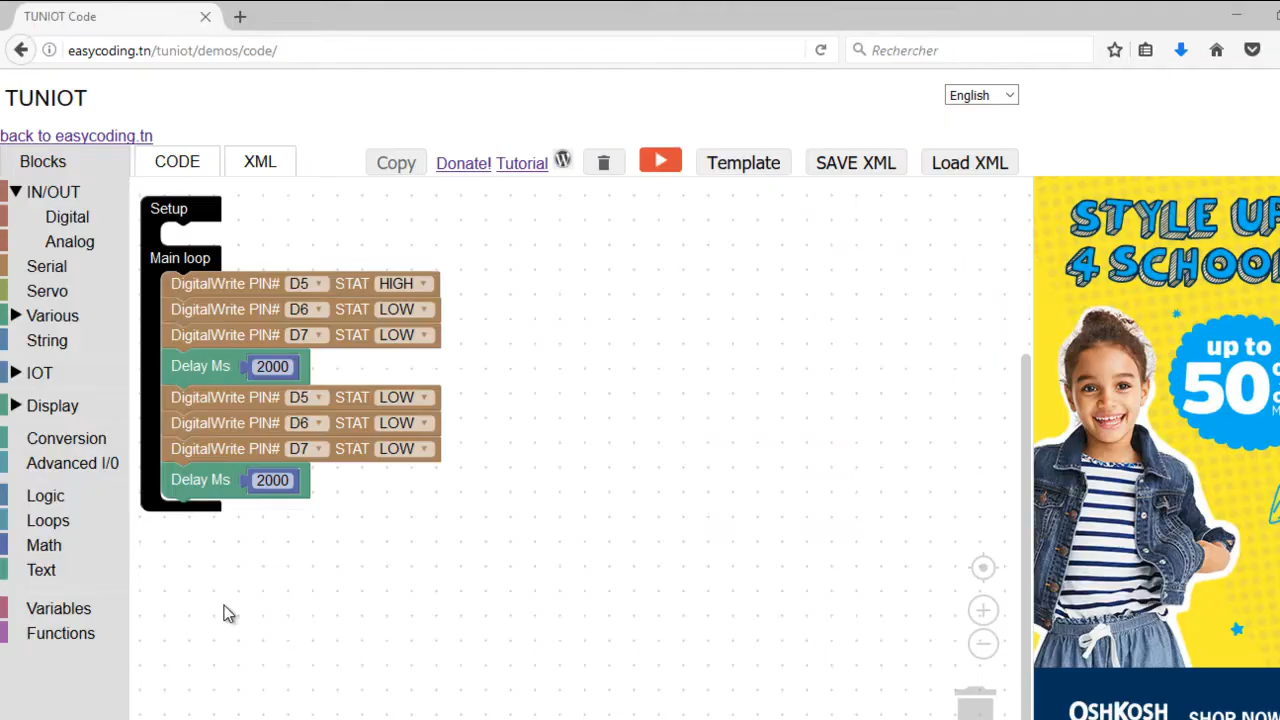 TUNIOT Code
easycoding.tn/tuniot/demos/code/
Rechercher
TUNIOT
English
back to easycoding.tn
Blocks
CODE
XML
Copy
Donate!
Tutorial
Template
SAVE XML
Load XML
IN/OUT
Digital
Analog
Serial
Servo
Various
String
IOT
Display
Conversion
Advanced I/0
Logic
Loops
Math
Text
Variables
Functions
Setup
Main loop
DigitalWrite PIN# D5 STAT HIGH
DigitalWrite PIN# D6 STAT LOW
DigitalWrite PIN# D7 STAT LOW
Delay Ms 2000
DigitalWrite PIN# D5 STAT LOW
DigitalWrite PIN# D6 STAT LOW
DigitalWrite PIN# D7 STAT LOW
Delay Ms 2000
STYLE UP
4 SCHOOL
up to
50
OSHKOSH
SHOP NOW